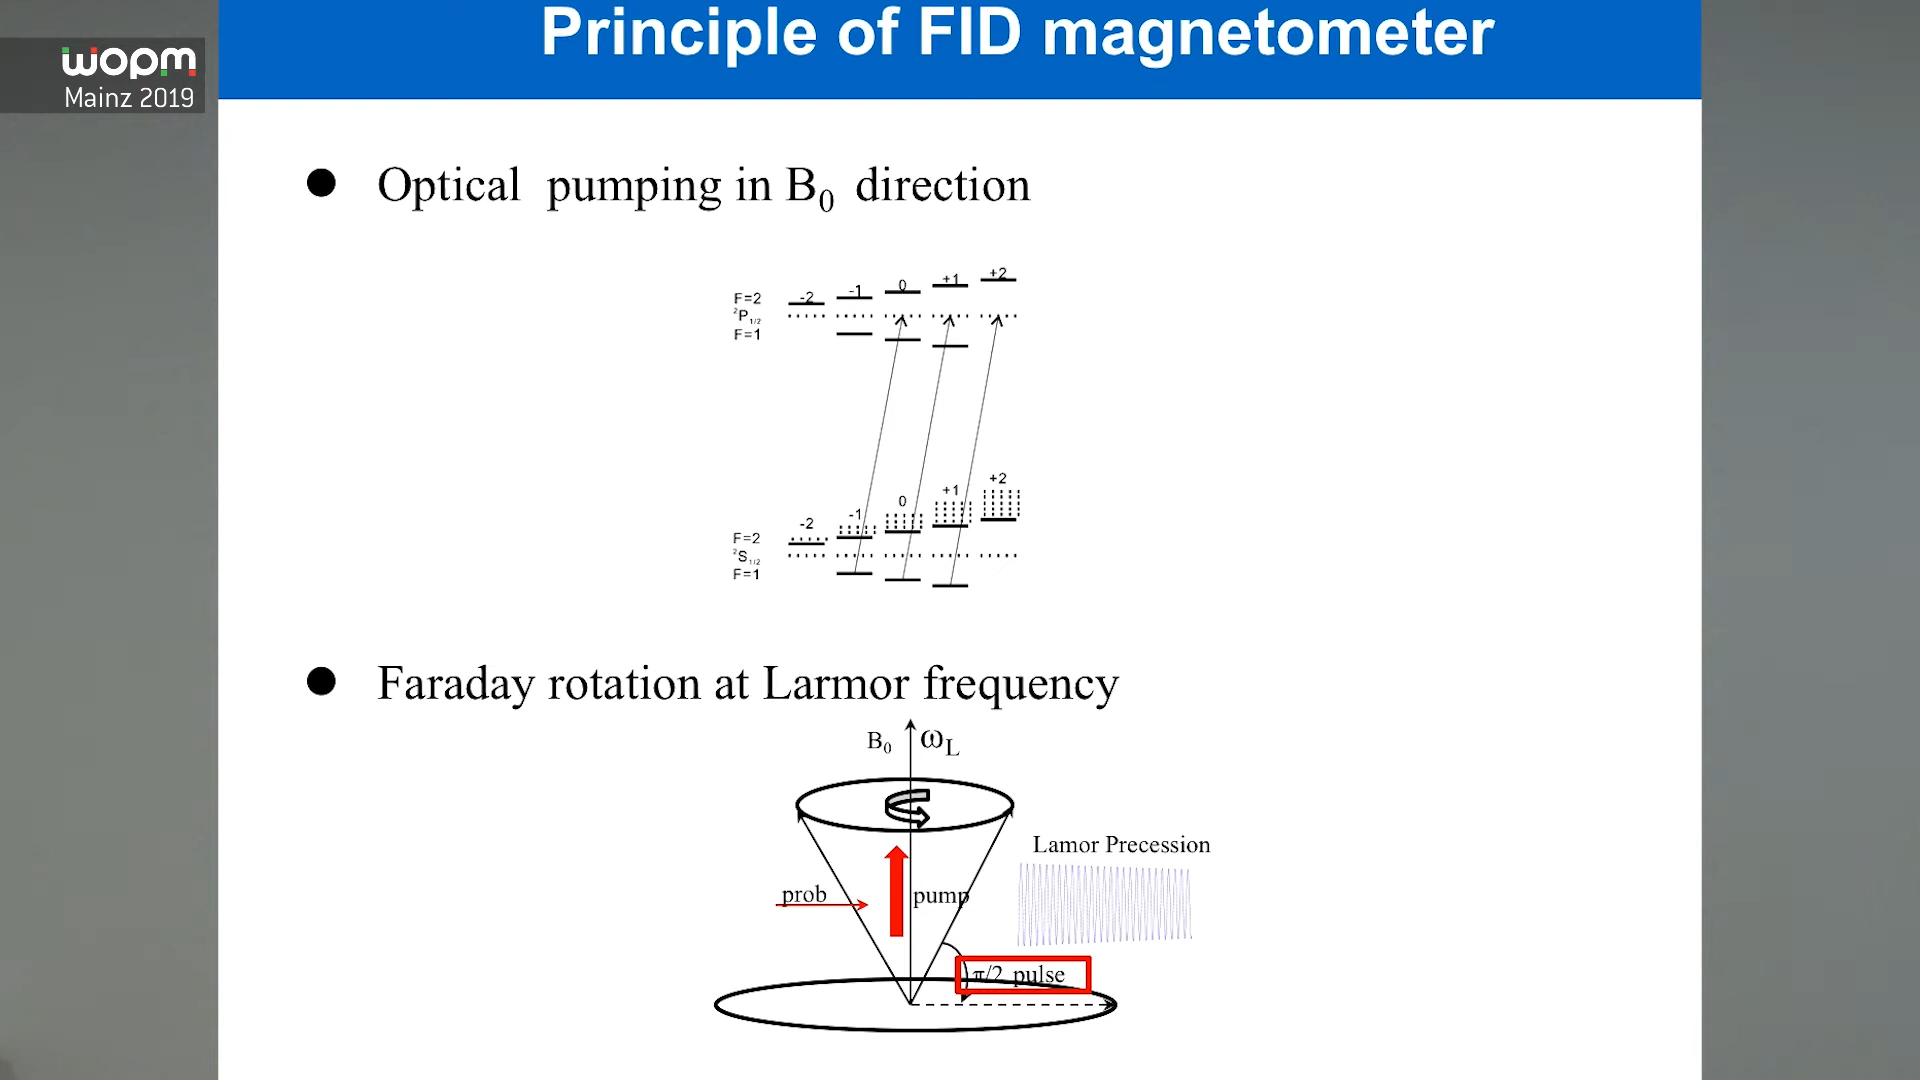 Principle of FID magnetometer
wopm
Mainz 2019
● Optical pumping in B₀ direction
-2 -1 0 +1 +2
F=2
²P₁/₂
F=1
-2 -1 0 +1 +2
F=2
²S₁/₂
F=1
● Faraday rotation at Larmor frequency
B₀ ωL
Lamor Precession
prob
pump
π/2 pulse